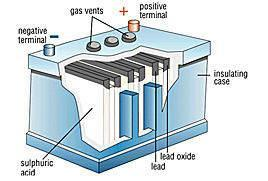 gas vents
+
positive
terminal
negative
terminal
-
insulating
case
sulphuric
acid
lead oxide
lead